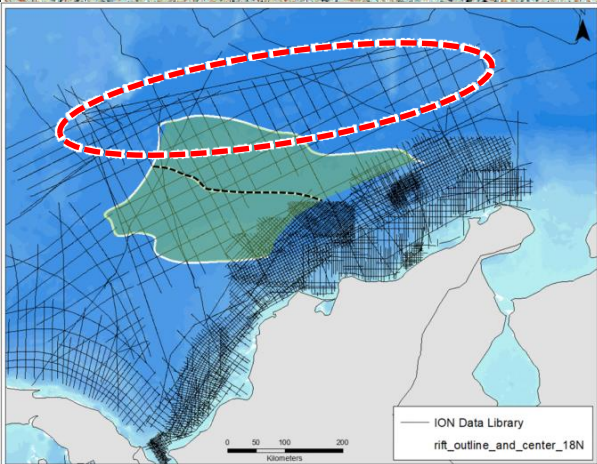 N
0 50 100 200
Kilometers
ION Data Library
rift_outline_and_center_18N